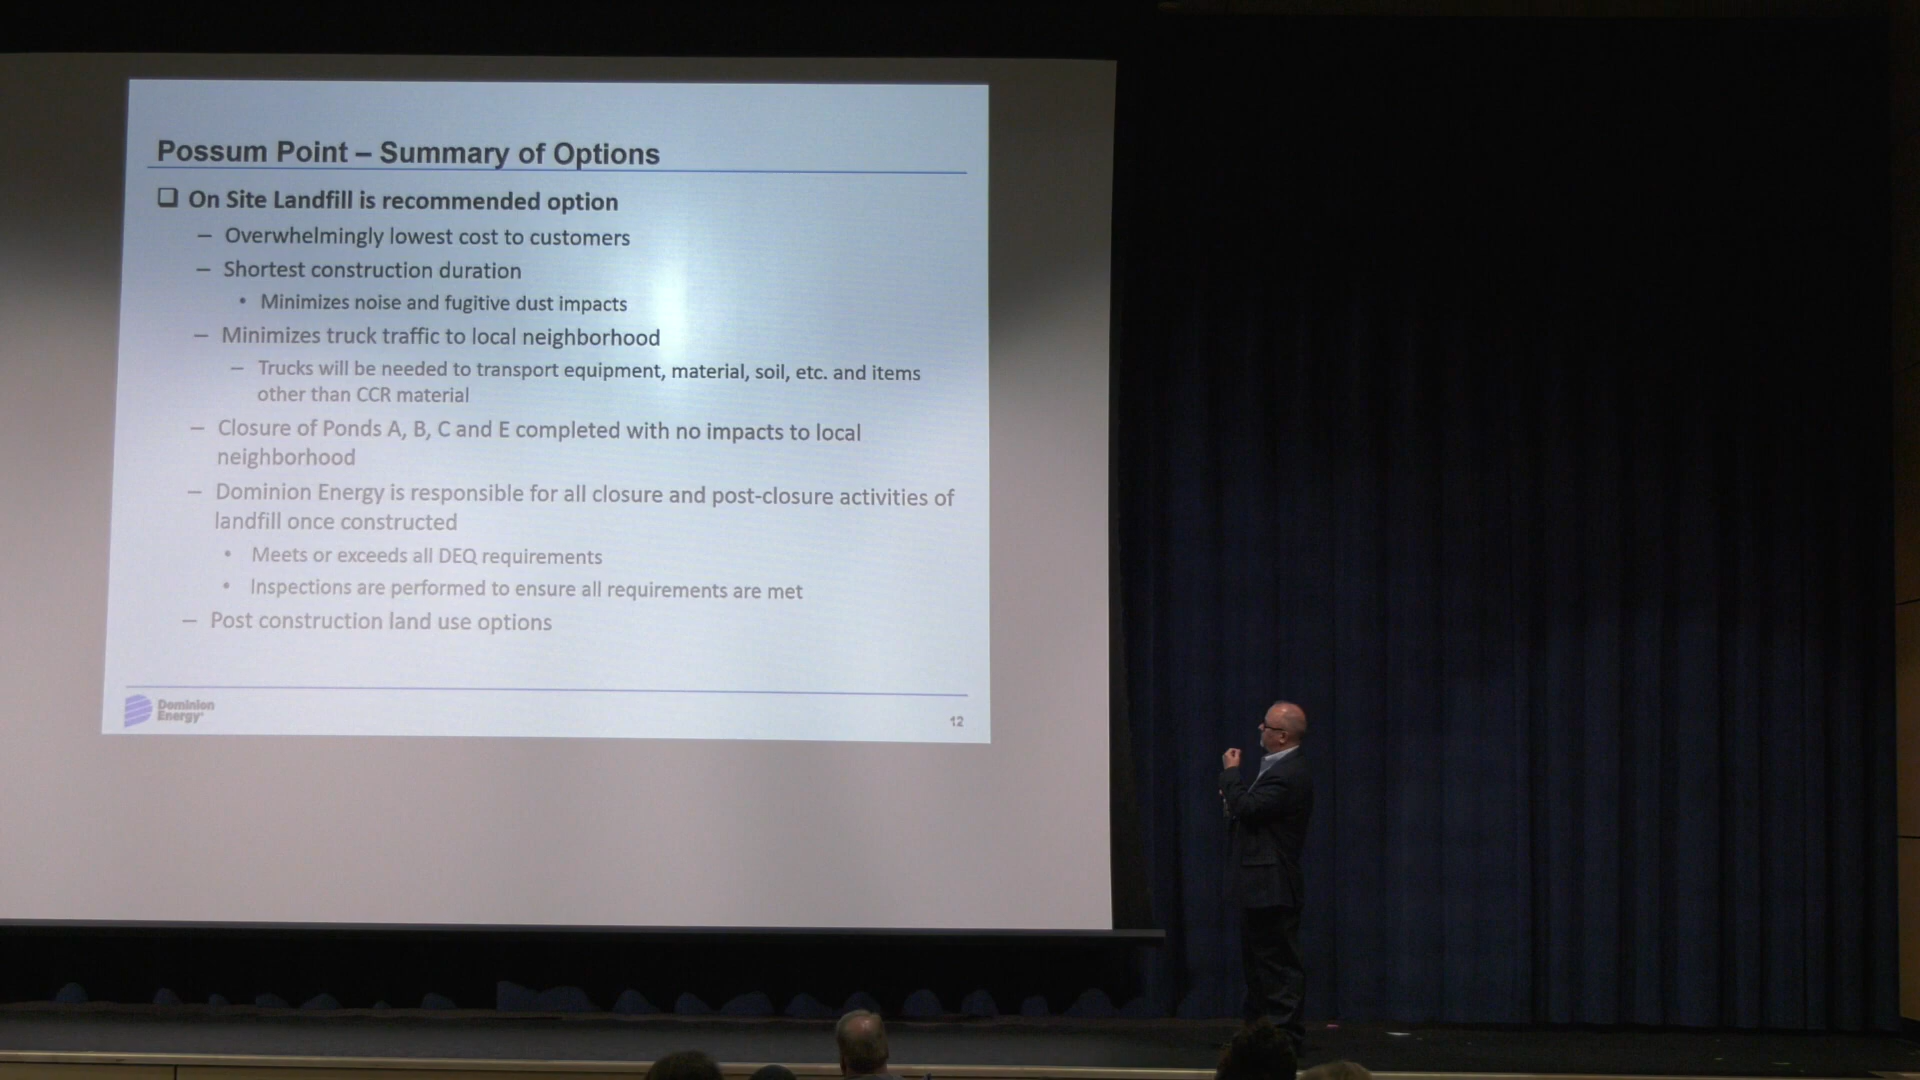 Possum Point – Summary of Options
❑ On Site Landfill is recommended option
– Overwhelmingly lowest cost to customers
– Shortest construction duration
• Minimizes noise and fugitive dust impacts
– Minimizes truck traffic to local neighborhood
– Trucks will be needed to transport equipment, material, soil, etc. and items
other than CCR material
– Closure of Ponds A, B, C and E completed with no impacts to local
neighborhood
– Dominion Energy is responsible for all closure and post-closure activities of
landfill once constructed
• Meets or exceeds all DEQ requirements
• Inspections are performed to ensure all requirements are met
– Post construction land use options
Dominion
Energy
12